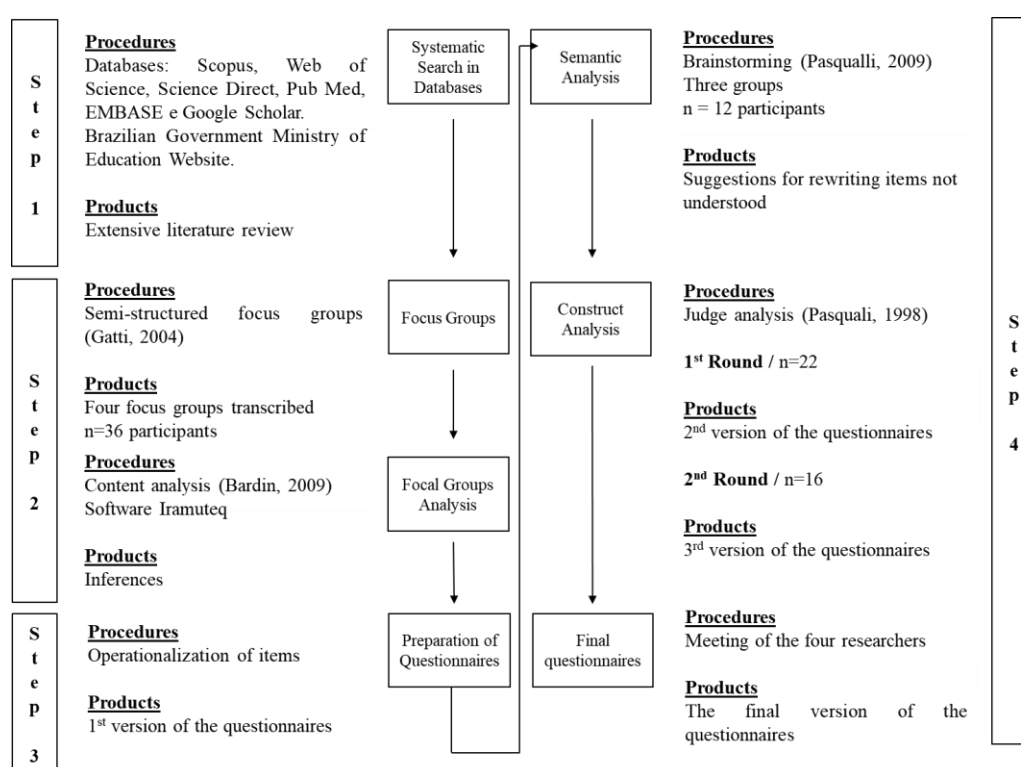 Step 1
Procedures
Databases: Scopus, Web of
Science, Science Direct, Pub Med,
EMBASE e Google Scholar.
Brazilian Government Ministry of
Education Website.
Products
Extensive literature review
Systematic
Search in
Databases
Step 2
Procedures
Semi-structured focus groups
(Gatti, 2004)
Products
Four focus groups transcribed
n=36 participants
Focus Groups
Procedures
Content analysis (Bardin, 2009)
Software Iramuteq
Products
Inferences
Focal Groups
Analysis
Step 3
Procedures
Operationalization of items
Products
1st version of the questionnaires
Preparation of
Questionnaires
Semantic
Analysis
Procedures
Brainstorming (Pasqualli, 2009)
Three groups
n = 12 participants
Products
Suggestions for rewriting items not
understood
Step 4
Construct
Analysis
Procedures
Judge analysis (Pasquali, 1998)
1st Round / n=22
Products
2nd version of the questionnaires
2nd Round / n=16
Products
3rd version of the questionnaires
Final
questionnaires
Procedures
Meeting of the four researchers
Products
The final version of the
questionnaires